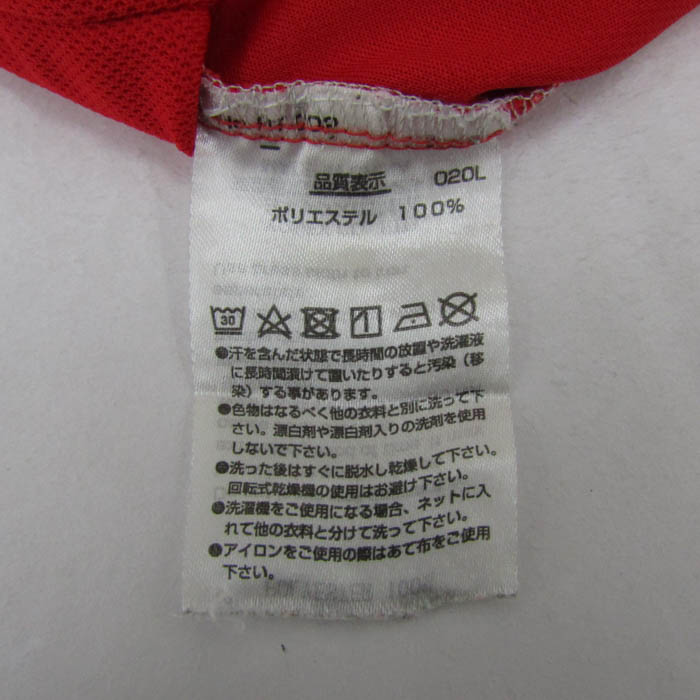 品質表示 020L
ポリエステル 100%
30
●汗を含んだ状態で長時間の放置や洗濯液
に長時間漬けて置いたりすると汚染(移
染)する事があります。
●色物はなるべく他の衣料と別に洗って下
さい。漂白剤や漂白剤入りの洗剤を使用
しないで下さい。
●洗った後はすぐに脱水し乾燥して下さい。
回転式乾燥機の使用はお避け下さい。
●洗濯機をご使用になる場合、ネットに入
れて他の衣料と分けて洗って下さい。
●アイロンをご使用の際はあて布をご使用
下さい。